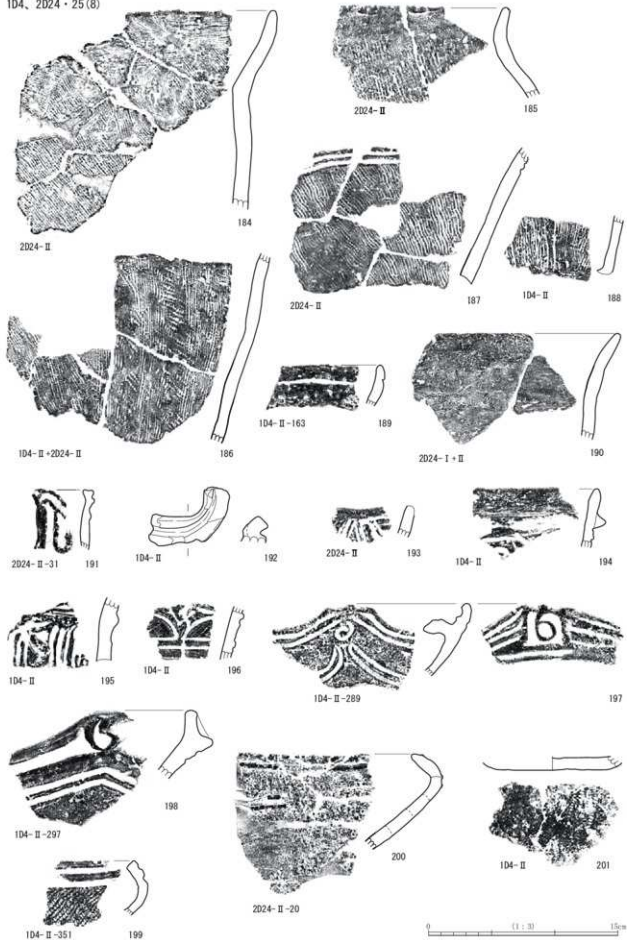 1D4、2D24・25(8)
2D24-Ⅱ
184
2D24-Ⅱ
185
2D24-Ⅱ
187
1D4-Ⅱ
188
1D4-Ⅱ+2D24-Ⅱ
186
1D4-Ⅱ-163
189
2D24-Ⅰ+Ⅱ
190
2D24-Ⅱ-31
191
1D4-Ⅱ
192
2D24-Ⅱ
193
1D4-Ⅱ
194
1D4-Ⅱ
195
1D4-Ⅱ
196
1D4-Ⅱ-289
197
1D4-Ⅱ-297
198
1D4-Ⅱ-351
199
2D24-Ⅱ-20
200
1D4-Ⅱ
201
0 (1:3) 15cm